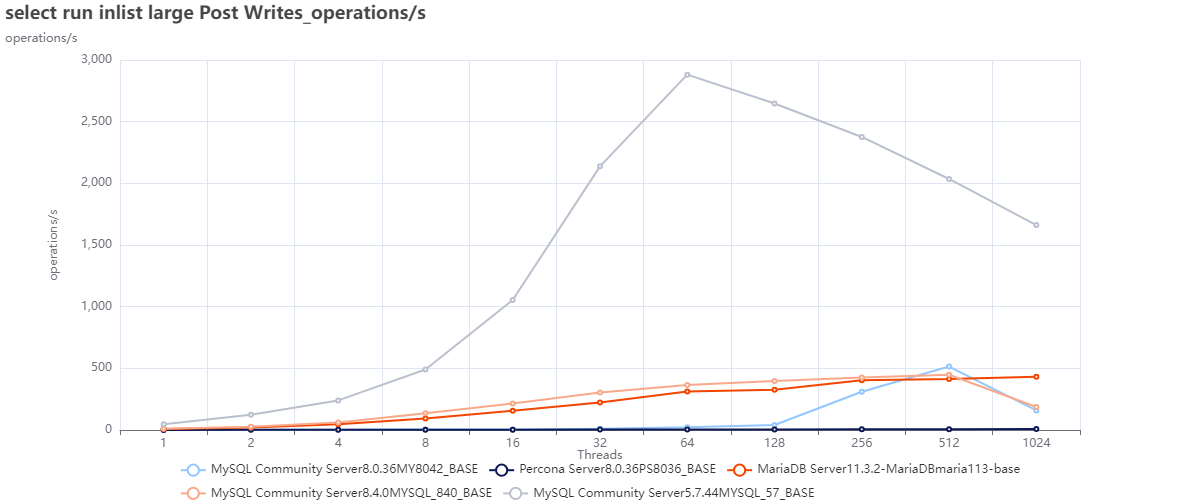 select run inlist large Post Writes_operations/s
operations/s
3,000
2,500
2,000
1,500
1,000
500
0
operations/s
1 2 4 8 16 32 64 128 256 512 1024
Threads
MySQL Community Server8.0.36MY8042_BASE Percona Server8.0.36PS8036_BASE MariaDB Server11.3.2-MariaDBmaria113-base
MySQL Community Server8.4.0MYSQL_840_BASE MySQL Community Server5.7.44MYSQL_57_BASE